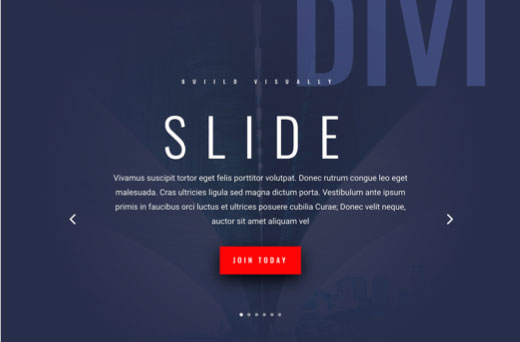 DIVI
BUIILD VISUALLY
SLIDE
Vivamus suscipit tortor eget felis porttitor volutpat. Donec rutrum congue leo eget
malesuada. Cras ultricies ligula sed magna dictum porta. Vestibulum ante ipsum
primis in faucibus orci luctus et ultrices posuere cubilia Curae; Donec velit neque,
auctor sit amet aliquam vel
JOIN TODAY